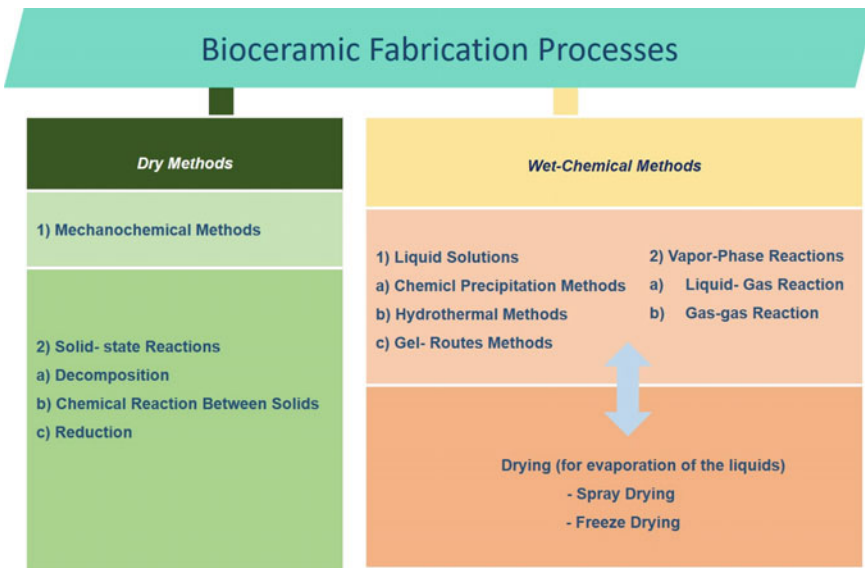 Bioceramic Fabrication Processes
Dry Methods
1) Mechanochemical Methods
2) Solid- state Reactions
a) Decomposition
b) Chemical Reaction Between Solids
c) Reduction
Wet-Chemical Methods
1) Liquid Solutions
a) Chemicl Precipitation Methods
b) Hydrothermal Methods
c) Gel- Routes Methods
2) Vapor-Phase Reactions
a) Liquid- Gas Reaction
b) Gas-gas Reaction
Drying (for evaporation of the liquids)
- Spray Drying
- Freeze Drying